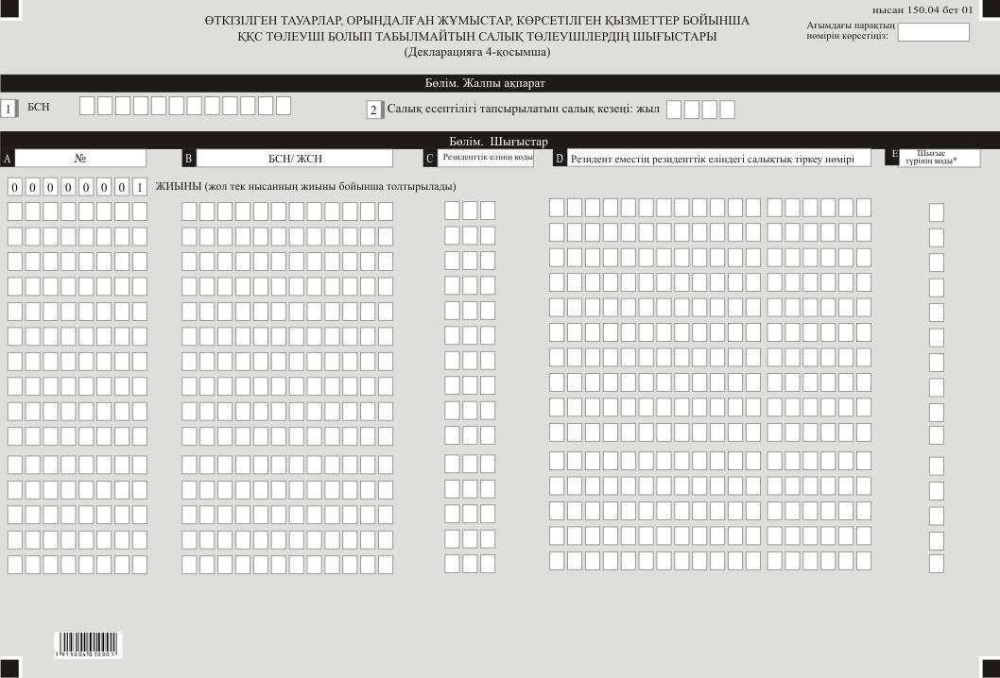 нысан 150.04 бет 01
ӨТКІЗІЛГЕН ТАУАРЛАР, ОРЫНДАЛҒАН ЖҰМЫСТАР, КӨРСЕТІЛГЕН ҚЫЗМЕТТЕР БОЙЫНША
ҚҚС ТӨЛЕУШІ БОЛЫП ТАБЫЛМАЙТЫН САЛЫҚ ТӨЛЕУШІЛЕРДІҢ ШЫҒЫСТАРЫ
(Декларацияға 4-қосымша)
Ағымдағы парақтың
нөмірін көрсетіңіз:
Бөлім. Жалпы ақпарат
1 БСН
2 Салық есептілігі тапсырылатын салық кезеңі: жыл
Бөлім. Шығыстар
A №
B БСН/ ЖСН
C Резиденттік елінің коды
D Резидент еместің резиденттік еліндегі салықтық тіркеу нөмірі
E Шығыс
түрінің коды*
0 0 0 0 0 0 0 1 ЖИЫНЫ (жол тек нысанның жиыны бойынша толтырылады)
1915004010001